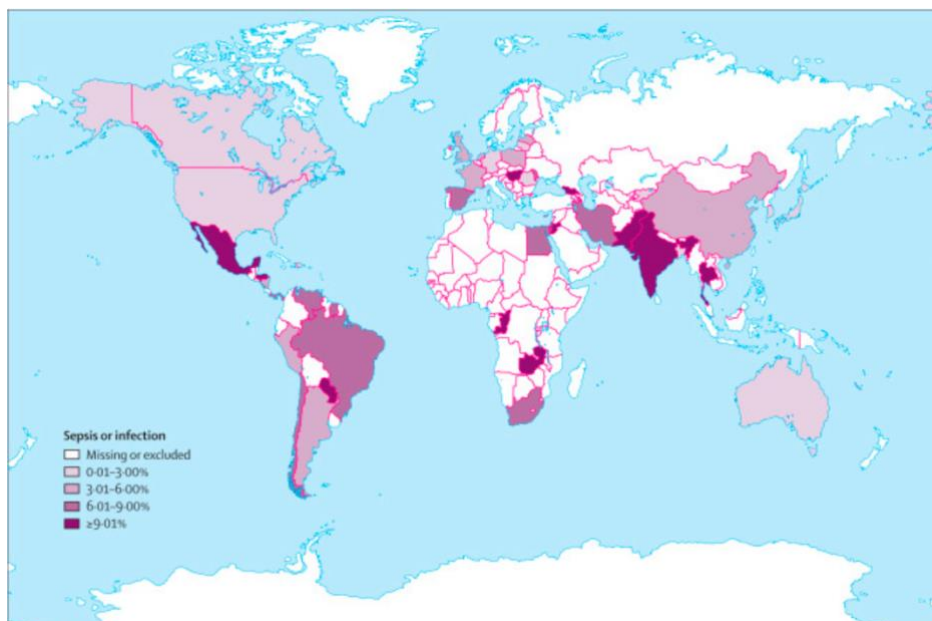 Sepsis or infection
Missing or excluded
0·01–3·00%
3·01–6·00%
6·01–9·00%
≥9·01%